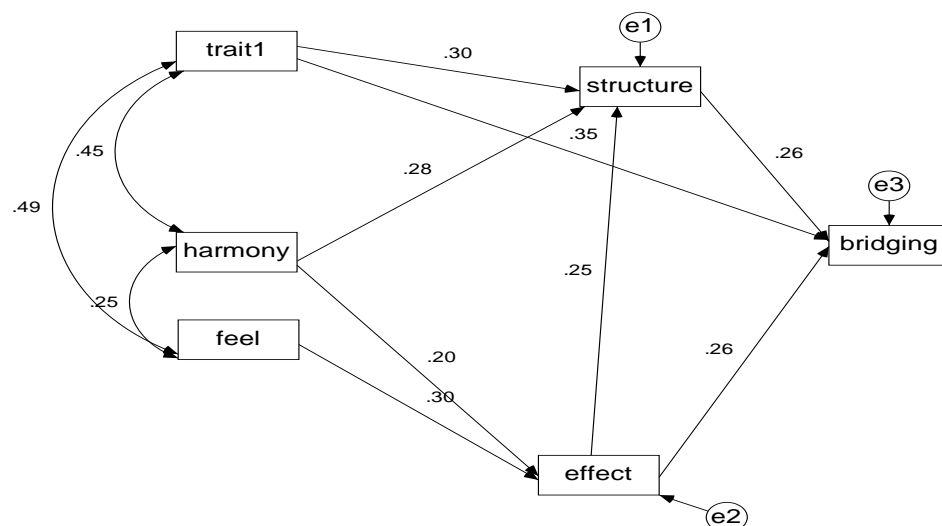 e1
trait1
.30
structure
.45
.35
.28
.26
e3
.49
harmony
bridging
.25
.25
feel
.20
.26
.30
effect
e2